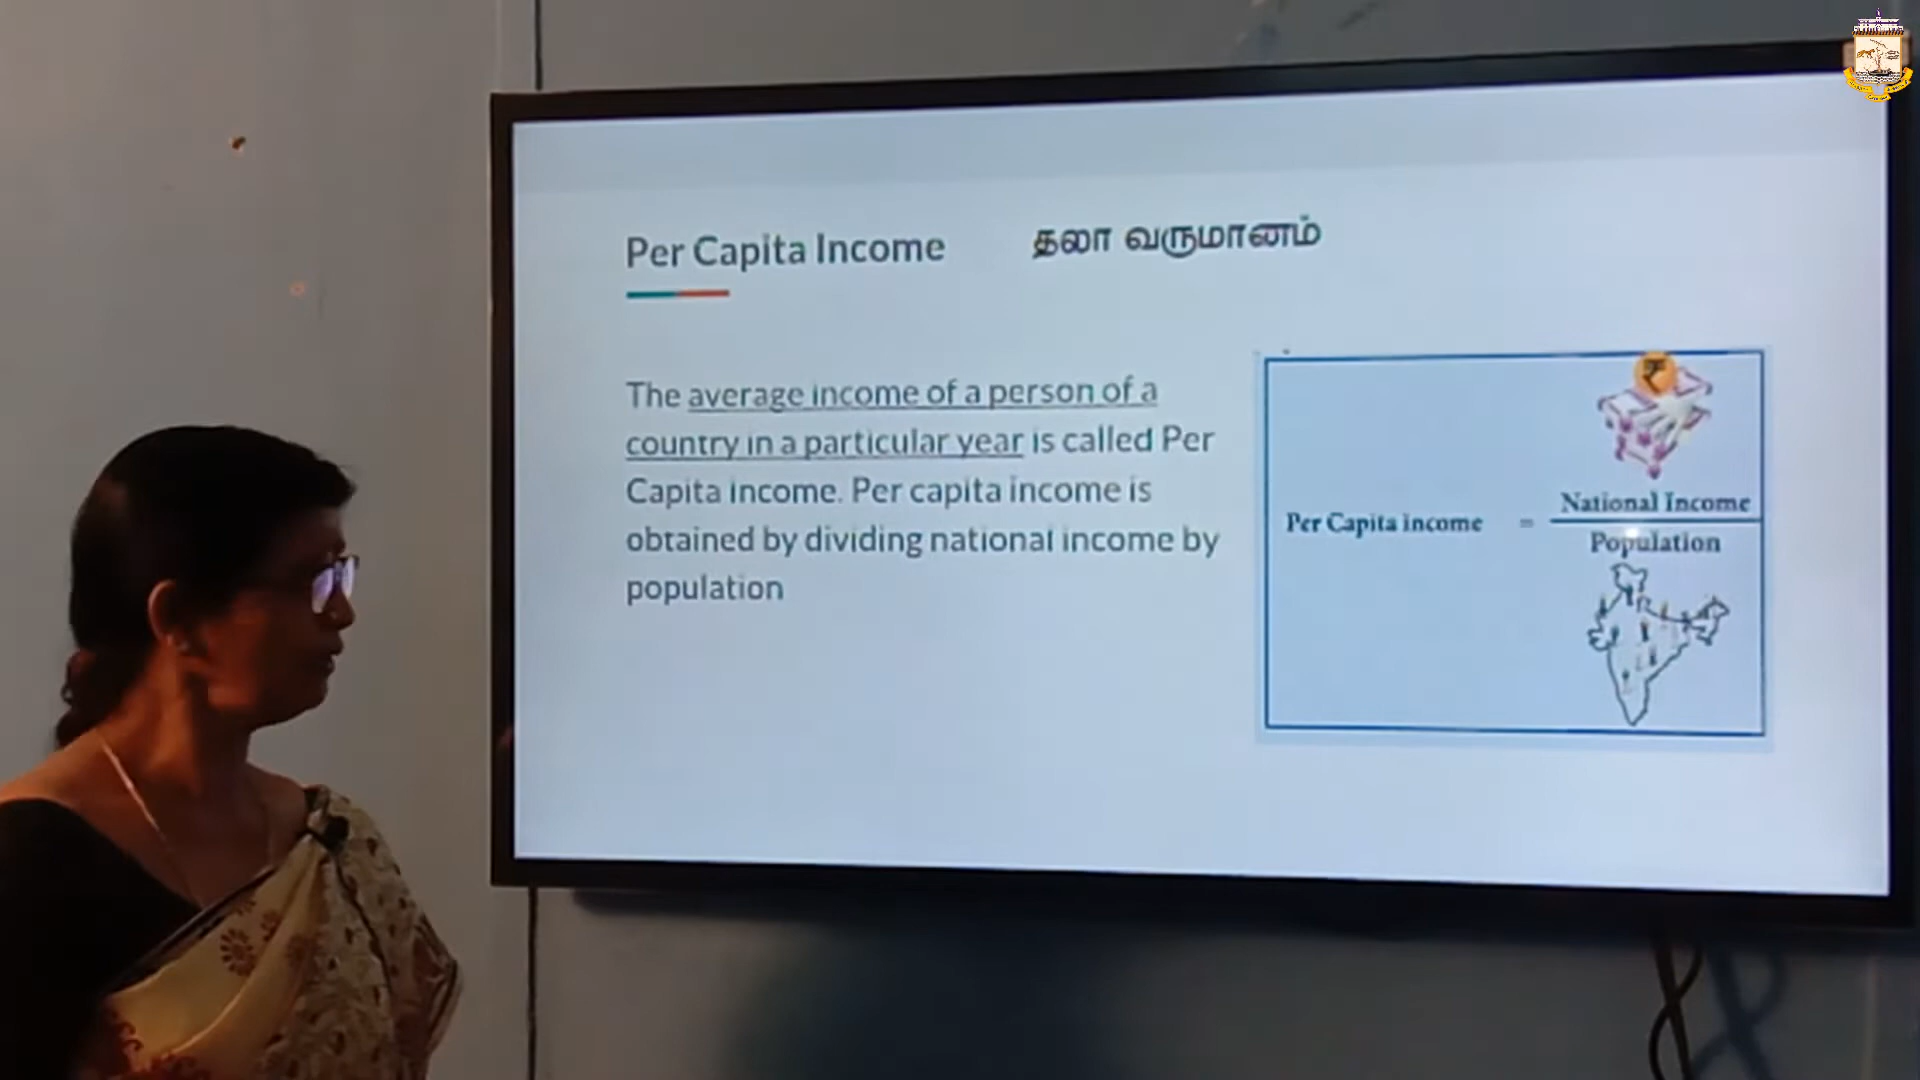 Per Capita Income
தலா வருமானம்
The average income of a person of a
country in a particular year is called Per
Capita income. Per capita income is
obtained by dividing national income by
population
₹
National Income
Per Capita income =
Population